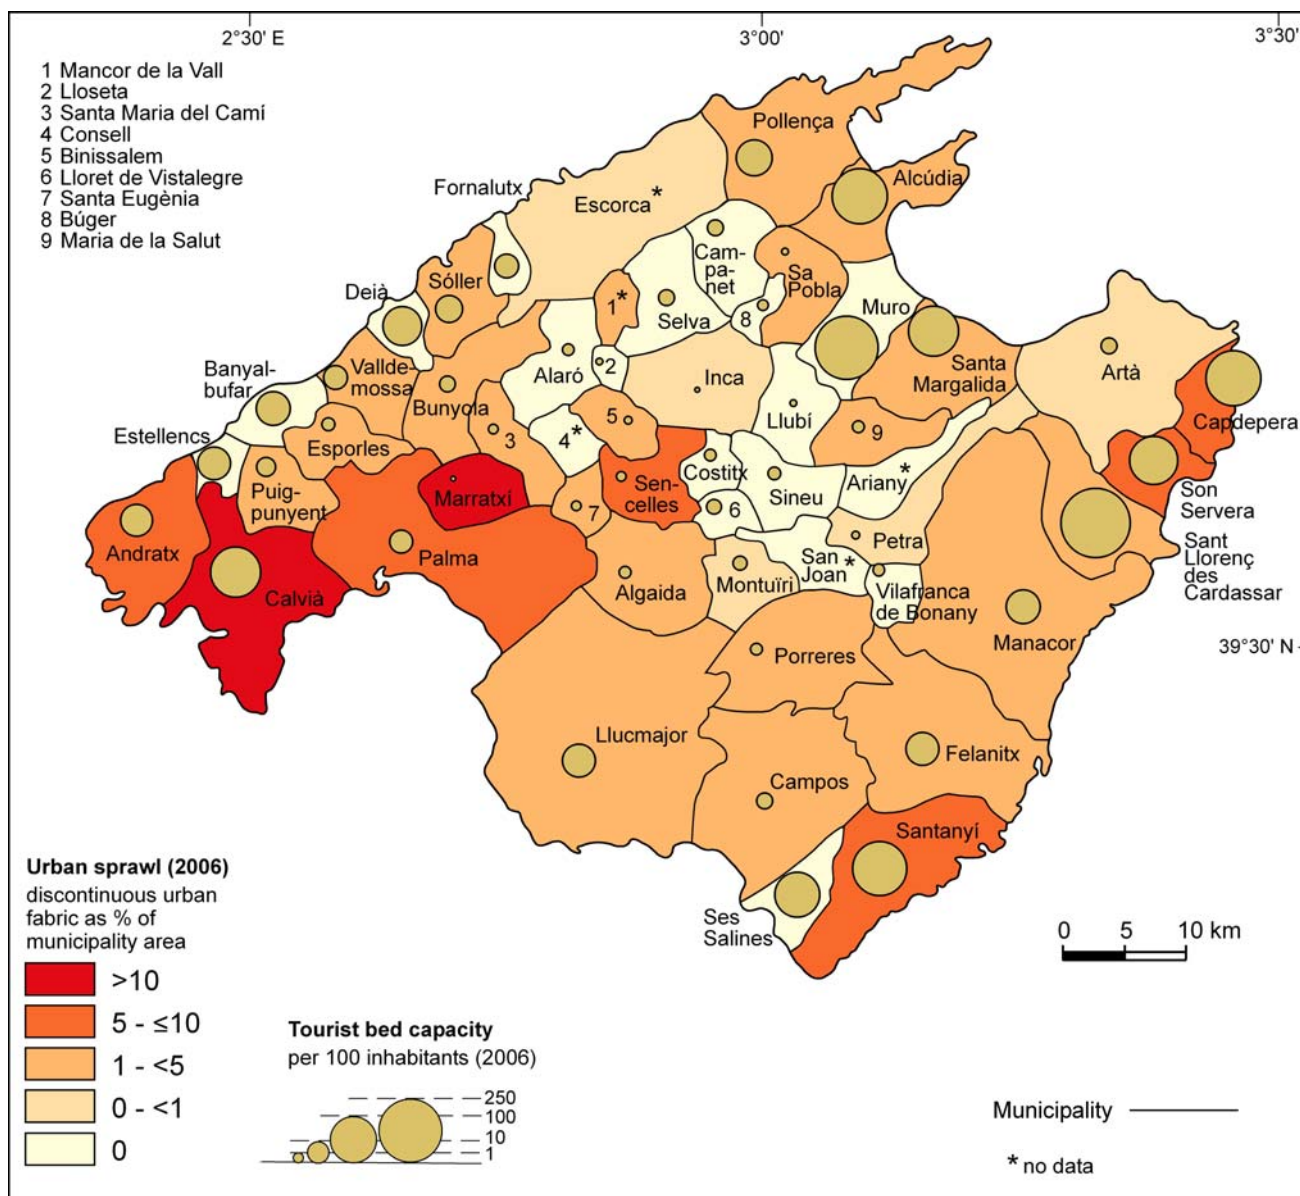 2°30' E
3°00'
3°30'
1 Mancor de la Vall
2 Lloseta
3 Santa Maria del Camí
4 Consell
5 Binissalem
6 Lloret de Vistalegre
7 Santa Eugènia
8 Búger
9 Maria de la Salut
Pollença
Alcúdia
Fornalutx
Escorca *
Cam-
pa-
net
Sa
Pobla
Sóller
Deià
1 *
Selva
8
Muro
Banyal-
bufar
Vallde-
mossa
Bunyola
Alaró
2
Inca
Santa
Margalida
Artà
Llubí
Capdepera
Estellencs
Esporles
3
4 *
5
9
Puig-
punyent
Marratxí
Sen-
celles
Costitx
Sineu
Ariany *
Son
Servera
6
7
Andratx
Palma
Petra
San
Joan *
Sant
Llorenç
des
Cardassar
Calvià
Algaida
Montuïri
Vilafranca
de Bonany
Manacor
39°30' N
Porreres
Llucmajor
Felanitx
Campos
Santanyí
Ses
Salines
Urban sprawl (2006)
discontinuous urban
fabric as % of
municipality area
>10
5 - ≤10
1 - <5
0 - <1
0
Tourist bed capacity
per 100 inhabitants (2006)
250
100
10
1
0 5 10 km
Municipality
* no data